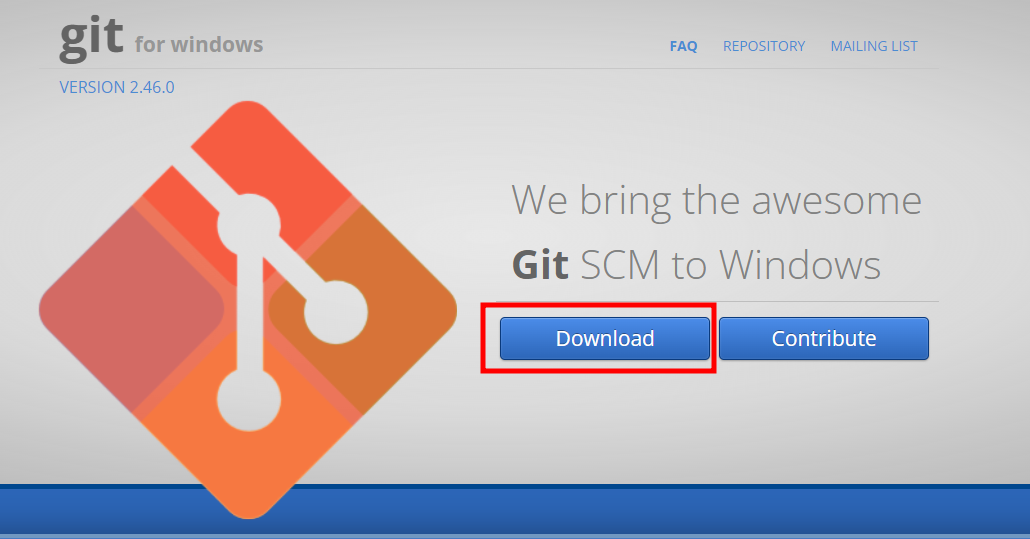 git for windows
FAQ REPOSITORY MAILING LIST
VERSION 2.46.0
We bring the awesome
Git SCM to Windows
Download Contribute